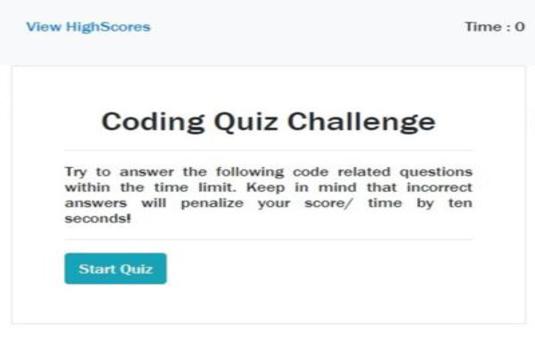 View HighScores
Time : 0
Coding Quiz Challenge
Try to answer the following code related questions
within the time limit. Keep in mind that incorrect
answers will penalize your score/ time by ten
seconds!
Start Quiz